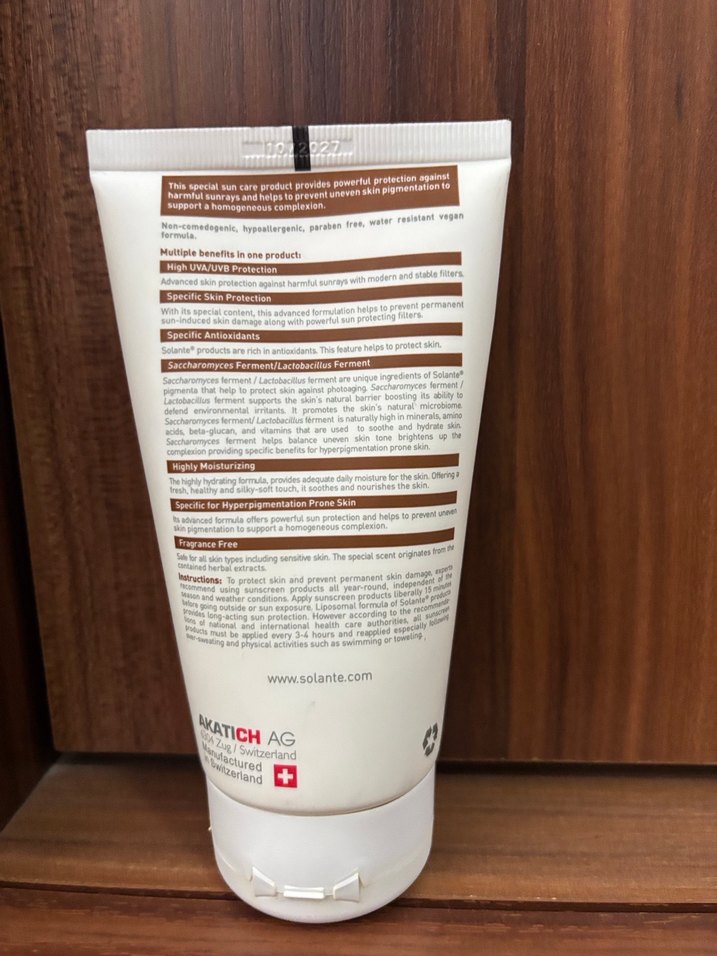 10/2027
This special sun care product provides powerful protection against
harmful sunrays and helps to prevent uneven skin pigmentation to
support a homogeneous complexion.
Non-comedogenic, hypoallergenic, paraben free, water resistant vegan
formula.
Multiple benefits in one product:
High UVA/UVB Protection
Advanced skin protection against harmful sunrays with modern and stable filters.
Specific Skin Protection
With its special content, this advanced formulation helps to prevent permanent
sun-induced skin damage along with powerful sun protecting filters.
Specific Antioxidants
Solante® products are rich in antioxidants. This feature helps to protect skin.
Saccharomyces Ferment/Lactobacillus Ferment
Saccharomyces ferment / Lactobacillus ferment are unique ingredients of Solante®
pigmenta that help to protect skin against photoaging. Saccharomyces ferment /
Lactobacillus ferment supports the skin's natural barrier boosting its ability to
defend environmental irritants. It promotes the skin's natural microbiome.
Saccharomyces ferment/ Lactobacillus ferment is naturally high in minerals, amino
acids, beta-glucan, and vitamins that are used to soothe and hydrate skin.
Saccharomyces ferment helps balance uneven skin tone brightens up the
complexion providing specific benefits for hyperpigmentation prone skin.
Highly Moisturizing
The highly hydrating formula, provides adequate daily moisture for the skin. Offering a
fresh, healthy and silky-soft touch, it soothes and nourishes the skin.
Specific for Hyperpigmentation Prone Skin
Its advanced formula offers powerful sun protection and helps to prevent uneven
skin pigmentation to support a homogeneous complexion.
Fragrance Free
Safe for all skin types including sensitive skin. The special scent originates from the
contained herbal extracts.
Instructions: To protect skin and prevent permanent skin damage, experts
recommend using sunscreen products all year-round, independent of the
season and weather conditions. Apply sunscreen products liberally 15 minutes
before going outside or sun exposure. Liposomal formula of Solante® products
provides long-acting sun protection. However according to the recommenda-
tions of national and international health care authorities, all sunscreen
products must be applied every 3-4 hours and reapplied especially following
over-sweating and physical activities such as swimming or toweling.
www.solante.com
AKATICH AG
6304 Zug / Switzerland
Manufactured
in Switzerland